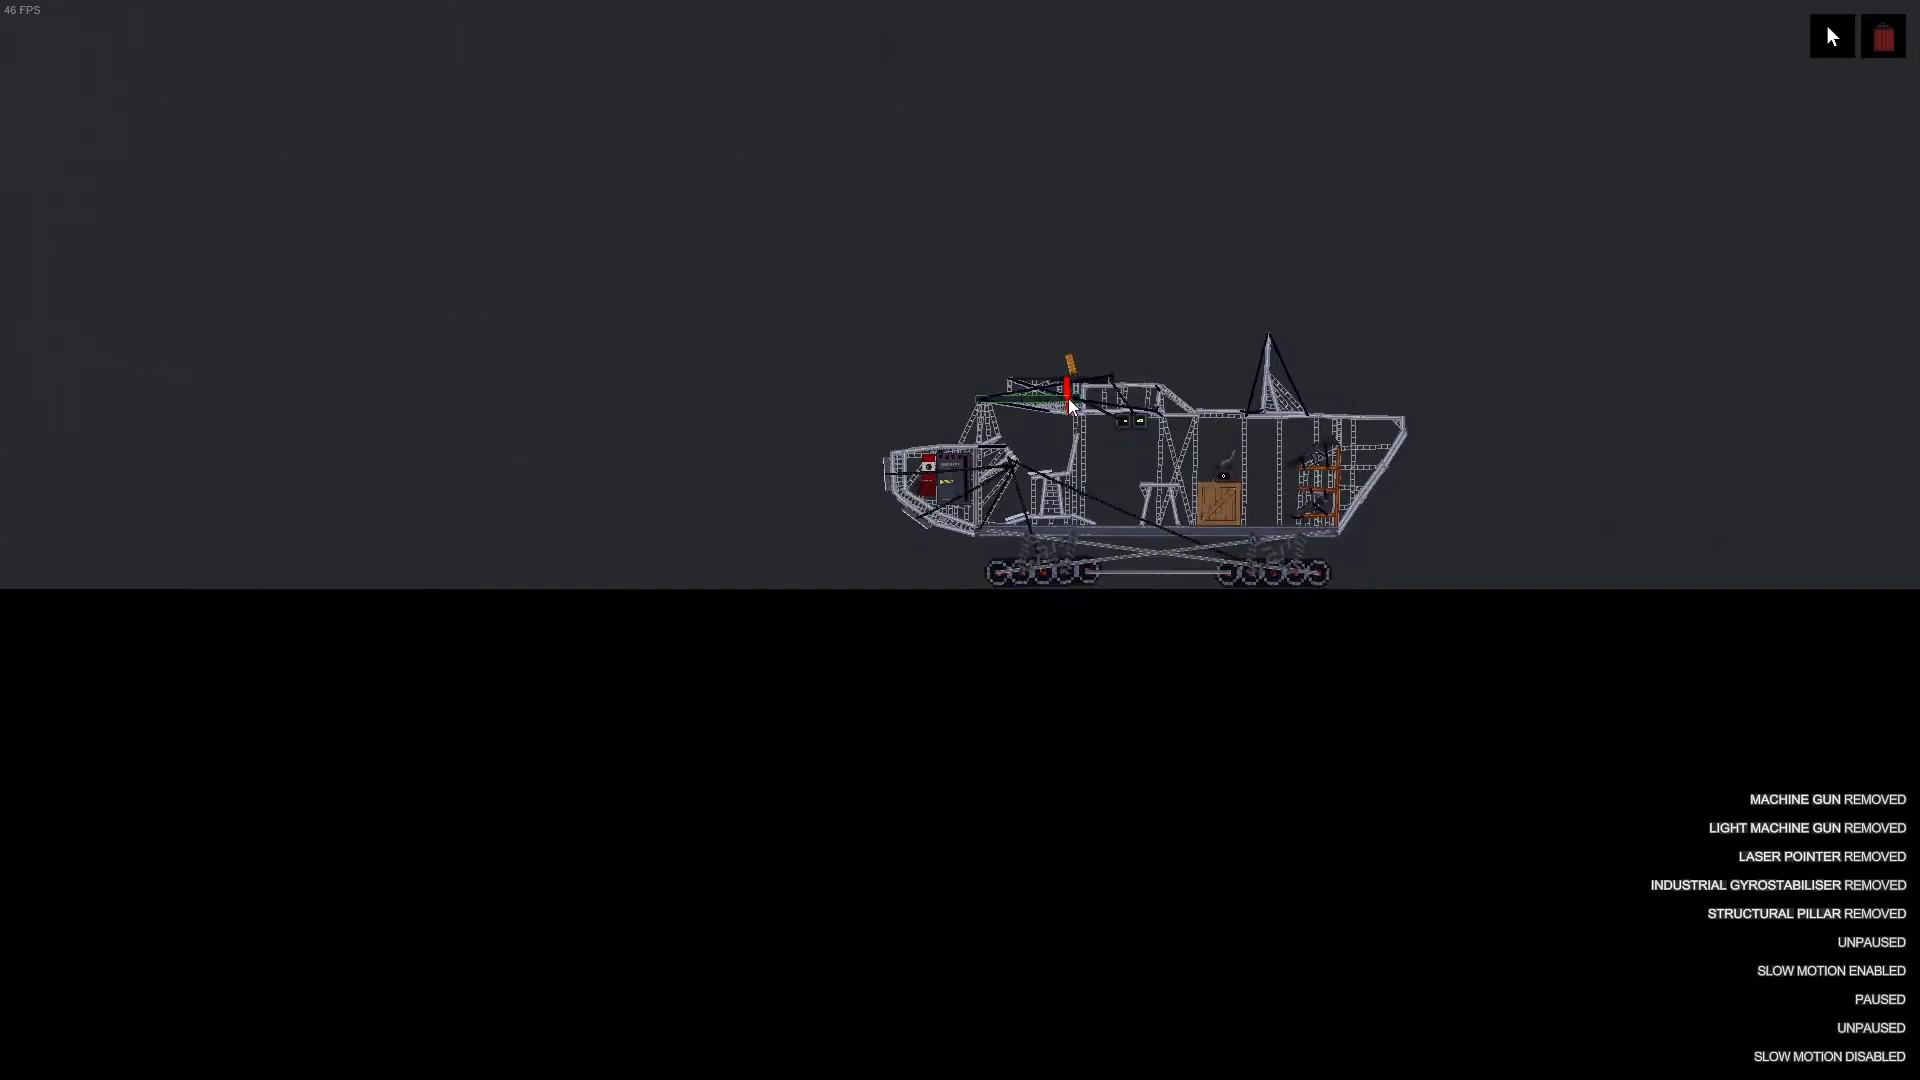 46 FPS
MACHINE GUN REMOVED
LIGHT MACHINE GUN REMOVED
LASER POINTER REMOVED
INDUSTRIAL GYROSTABILISER REMOVED
STRUCTURAL PILLAR REMOVED
UNPAUSED
SLOW MOTION ENABLED
PAUSED
UNPAUSED
SLOW MOTION DISABLED